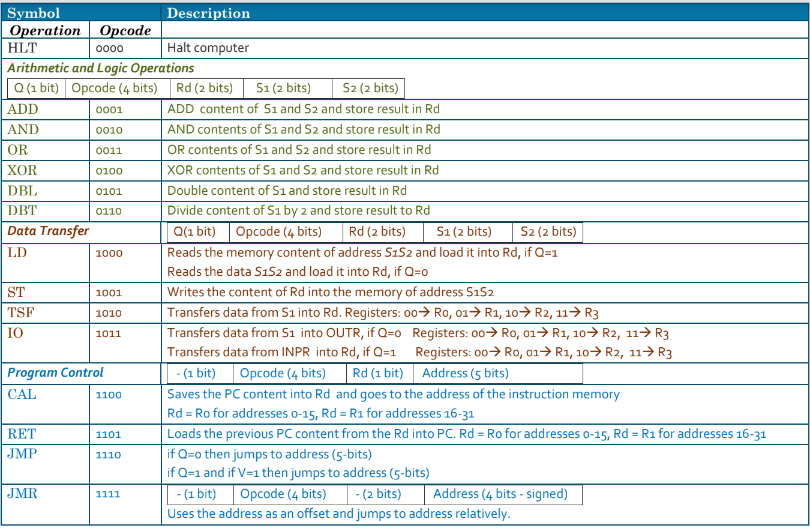 Symbol Description
Operation Opcode
HLT 0000 Halt computer
Arithmetic and Logic Operations
Q (1 bit) Opcode (4 bits) Rd (2 bits) S1 (2 bits) S2 (2 bits)
ADD 0001 ADD content of S1 and S2 and store result in Rd
AND 0010 AND contents of S1 and S2 and store result in Rd
OR 0011 OR contents of S1 and S2 and store result in Rd
XOR 0100 XOR contents of S1 and S2 and store result in Rd
DBL 0101 Double content of S1 and store result in Rd
DBT 0110 Divide content of S1 by 2 and store result to Rd
Data Transfer Q(1 bit) Opcode (4 bits) Rd (2 bits) S1 (2 bits) S2 (2 bits)
LD 1000 Reads the memory content of address S1S2 and load it into Rd, if Q=1
Reads the data S1S2 and load it into Rd, if Q=0
ST 1001 Writes the content of Rd into the memory of address S1S2
TSF 1010 Transfers data from S1 into Rd. Registers: 00→ R0, 01→ R1, 10→ R2, 11→ R3
IO 1011 Transfers data from S1 into OUTR, if Q=0 Registers: 00→ R0, 01→ R1, 10→ R2, 11→ R3
Transfers data from INPR into Rd, if Q=1 Registers: 00→ R0, 01→ R1, 10→ R2, 11→ R3
Program Control - (1 bit) Opcode (4 bits) Rd (1 bit) Address (5 bits)
CAL 1100 Saves the PC content into Rd and goes to the address of the instruction memory
Rd = R0 for addresses 0-15, Rd = R1 for addresses 16-31
RET 1101 Loads the previous PC content from the Rd into PC. Rd = R0 for addresses 0-15, Rd = R1 for addresses 16-31
JMP 1110 if Q=0 then jumps to address (5-bits)
if Q=1 and if V=1 then jumps to address (5-bits)
JMR 1111 - (1 bit) Opcode (4 bits) - (2 bits) Address (4 bits - signed)
Uses the address as an offset and jumps to address relatively.